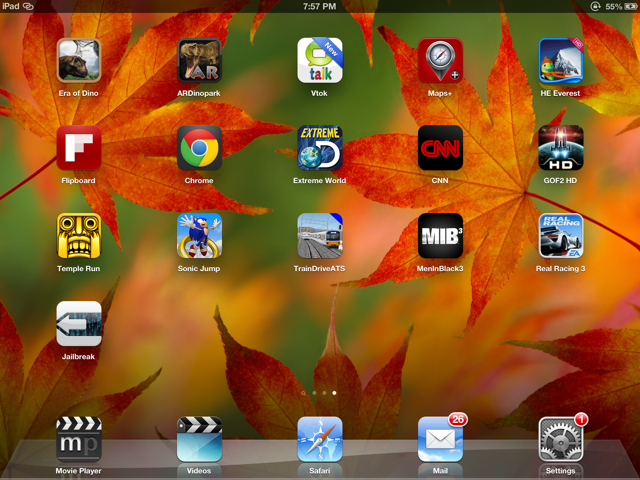 iPad 7:57 PM 55%
New
talk
AR
PRO
Era of Dino ARDinopark Vtok Maps+ HE Everest
EXTREME
CNN
HD
Flipboard Chrome Extreme World CNN GOF2 HD
MIB³
REAL RACING
EA
Temple Run Sonic Jump TrainDriveATS MenInBlack3 Real Racing 3
Jailbreak
mp
26
1
Movie Player Videos Safari Mail Settings